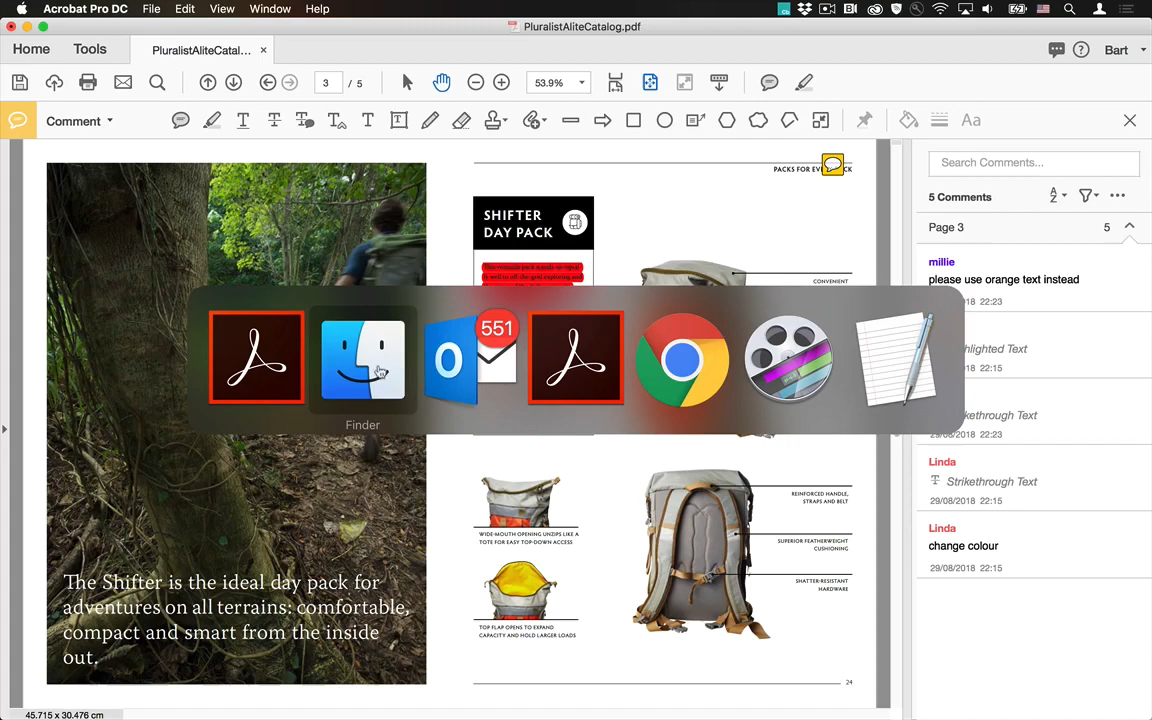 Acrobat Pro DC File Edit View Window Help
PluralistAliteCatalog.pdf
Home Tools PluralistAliteCatal... × Bart
3 / 5 53.9%
Comment
PACKS FOR EV CK
SHIFTER
DAY PACK
CONVENIENT
REINFORCED HANDLE,
STRAPS AND BELT
WIDE-MOUTH OPENING UNZIPS LIKE A
TOTE FOR EASY TOP-DOWN ACCESS
SUPERIOR FEATHERWEIGHT
CUSHIONING
SHATTER-RESISTANT
HARDWARE
TOP FLAP OPENS TO EXPAND
CAPACITY AND HOLD LARGER LOADS
24
The Shifter is the ideal day pack for
adventures on all terrains: comfortable,
compact and smart from the inside
out.
45.715 x 30.476 cm
551
Finder
Search Comments...
5 Comments
Page 3 5
millie
please use orange text instead
29/08/2018 22:23
hlighted Text
/2018 22:15
ikethrough Text
29/08/2018 22:23
Linda
Strikethrough Text
29/08/2018 22:15
Linda
change colour
29/08/2018 22:15